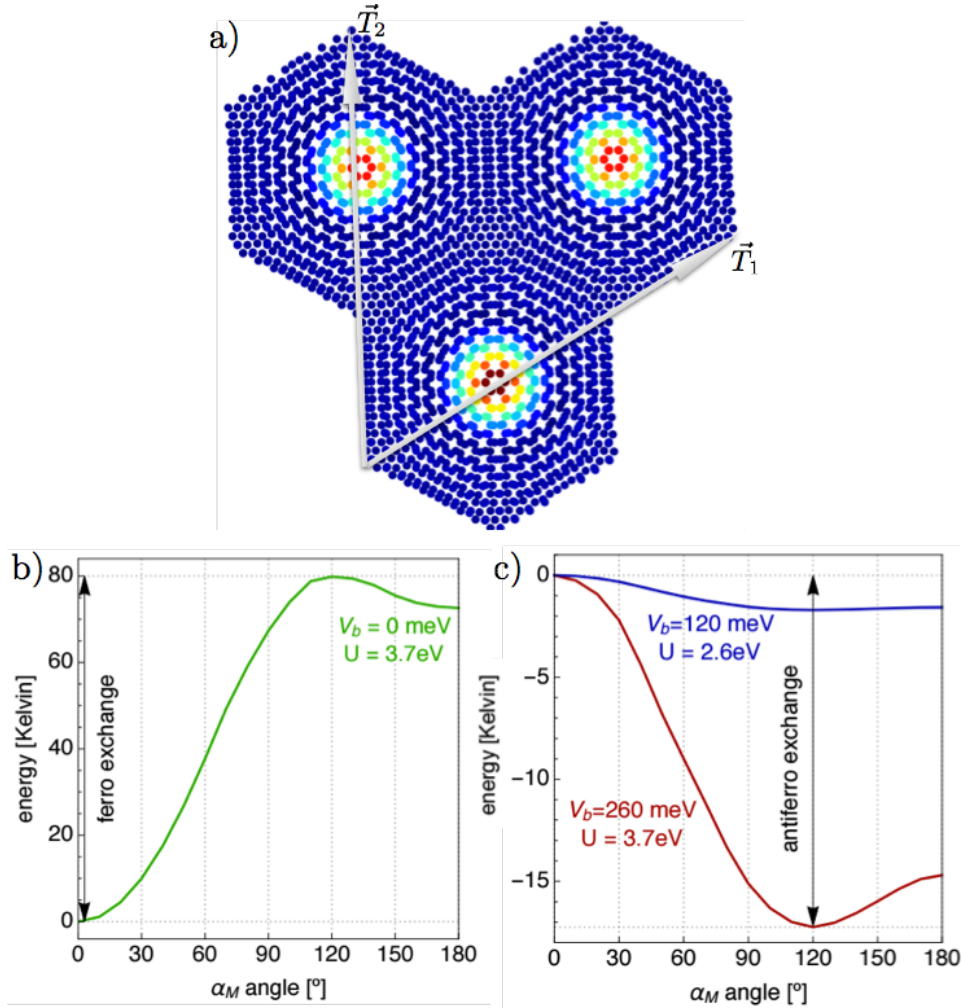 a)
T⃗₂
T⃗₁
b)
80
60
40
20
0
energy [Kelvin]
ferro exchange
V_b = 0 meV
U = 3.7eV
0 30 60 90 120 150 180
α_M angle [º]
c)
0
−5
−10
−15
energy [Kelvin]
V_b=120 meV
U = 2.6eV
antiferro exchange
V_b=260 meV
U = 3.7eV
0 30 60 90 120 150 180
α_M angle [º]